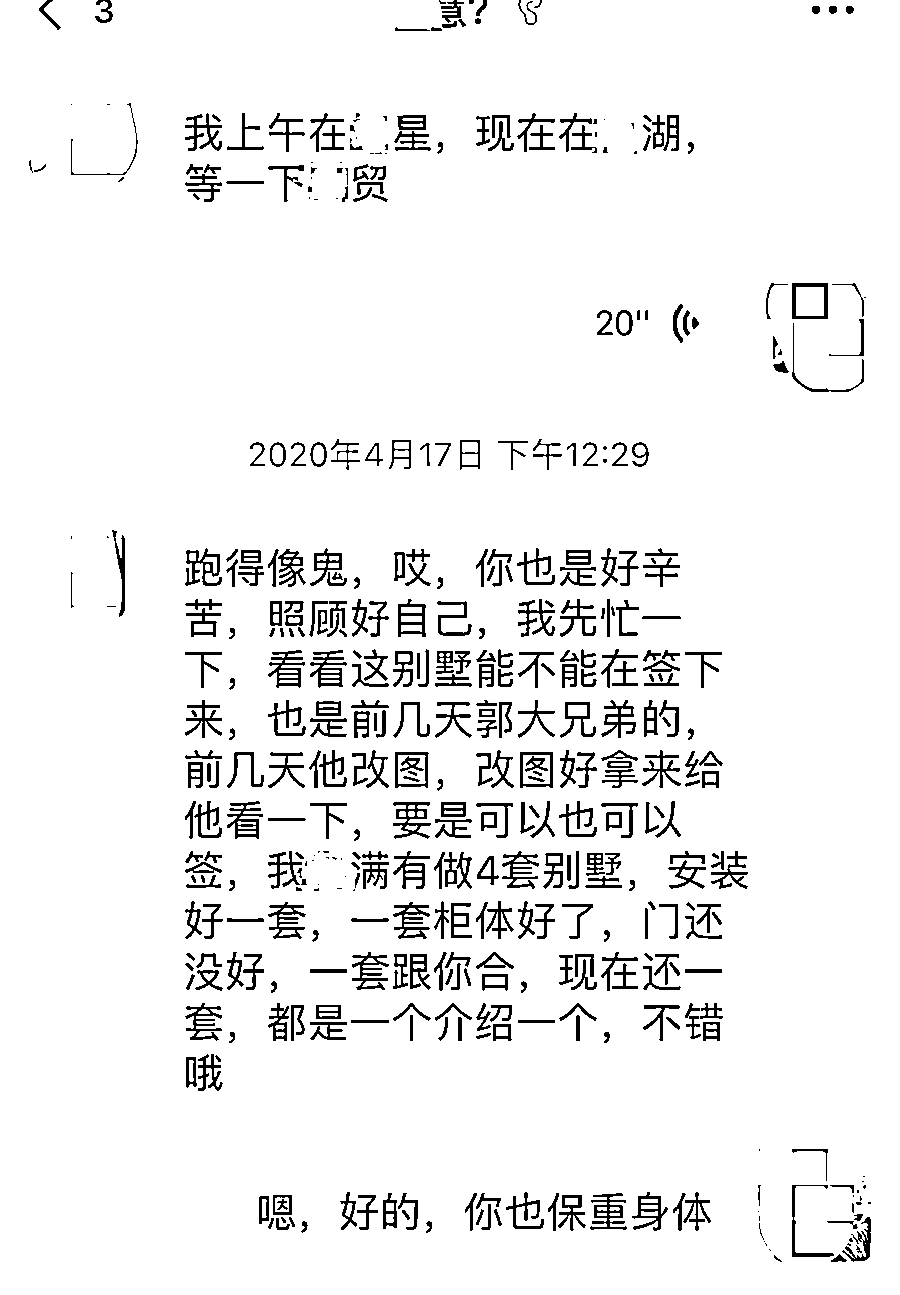 3
慧?
我上午在星，现在在湖，
等一下贸
20"
2020年4月17日 下午12:29
跑得像鬼，哎，你也是好辛
苦，照顾好自己，我先忙一
下，看看这别墅能不能在签下
来，也是前几天郭大兄弟的，
前几天他改图，改图好拿来给
他看一下，要是可以也可以
签，我满有做4套别墅，安装
好一套，一套柜体好了，门还
没好，一套跟你合，现在还一
套，都是一个介绍一个，不错
哦
嗯，好的，你也保重身体